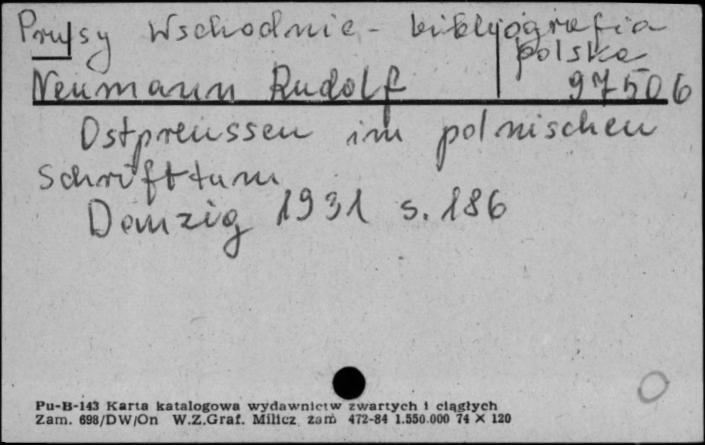 Prusy Wschodnie - bibliografia
polska
Neumann Rudolf 97506
Ostpreussen im polnischen
Schrifttum
Danzig 1931 s. 186
Pu-B-143 Karta katalogowa wydawnictw zwartych i ciągłych
Zam. 698/DW/On W.Z.Graf. Milicz zam 472-84 1.550.000 74 × 120